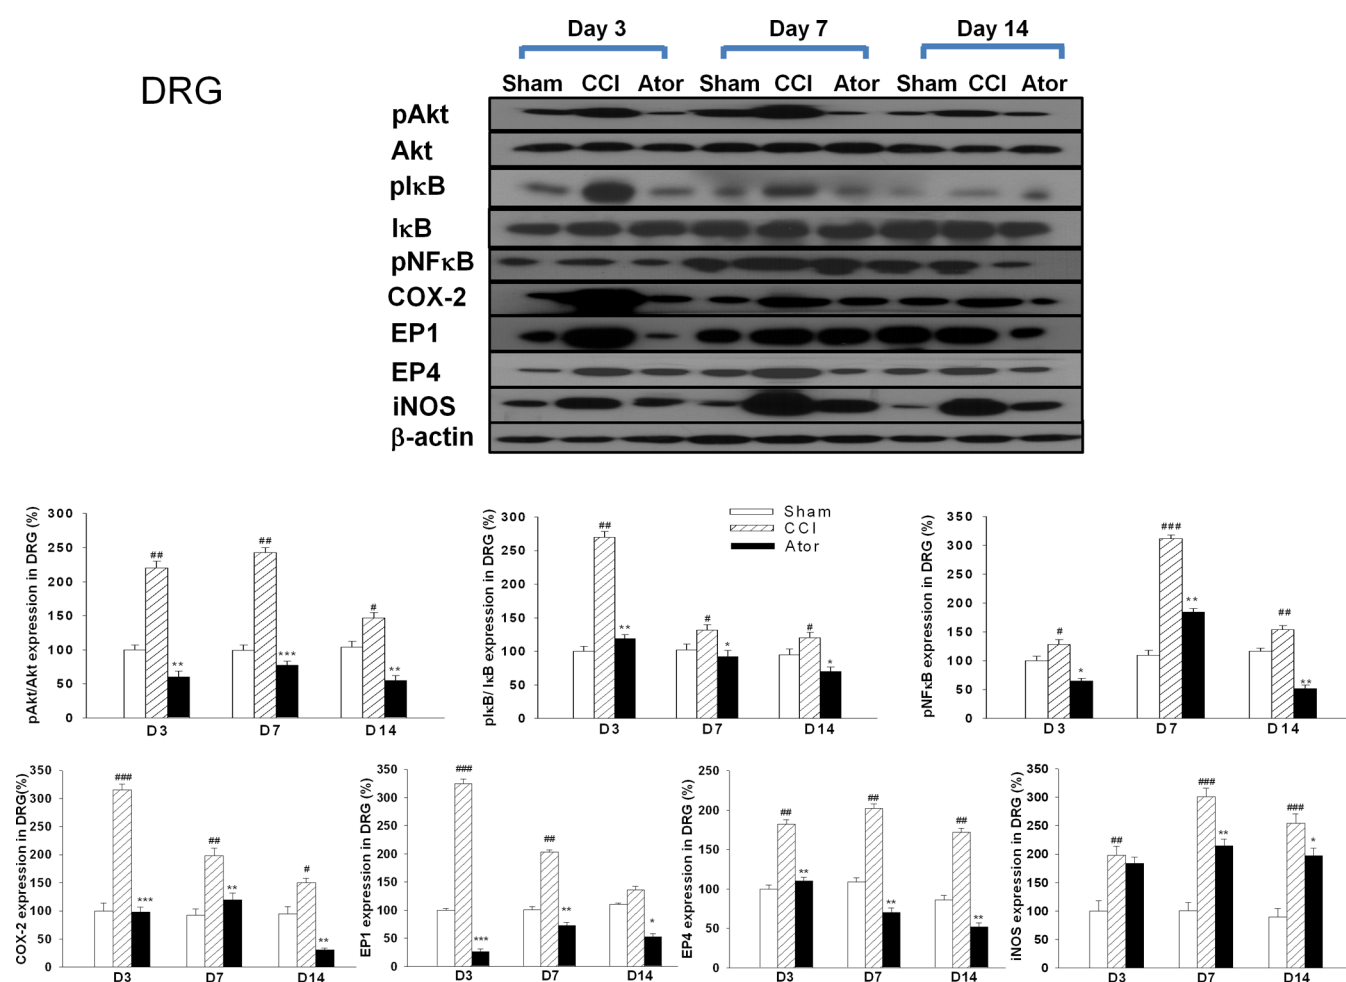 Day 3 Day 7 Day 14
DRG
Sham CCI Ator Sham CCI Ator Sham CCI Ator
pAkt
Akt
pIκB
IκB
pNFκB
COX-2
EP1
EP4
iNOS
β-actin
pAkt/Akt expression in DRG (%)
300
250
200
150
100
50
0
## ** ## *** # **
D3 D7 D14
pIκB/ IκB expression in DRG (%)
300
250
200
150
100
50
0
## ** # * # *
D3 D7 D14
Sham
CCI
Ator
pNFκB expression in DRG (%)
350
300
250
200
150
100
50
0
# * ### ** ## **
D3 D7 D14
COX-2 expression in DRG(%)
350
300
250
200
150
100
50
0
### *** ## ** # **
D3 D7 D14
EP1 expression in DRG (%)
350
300
250
200
150
100
50
0
### *** ## ** *
D3 D7 D14
EP4 expression in DRG (%)
250
200
150
100
50
0
## ** ## ** ## **
D3 D7 D14
iNOS expression in DRG (%)
350
300
250
200
150
100
50
0
## ### ** ### *
D3 D7 D14